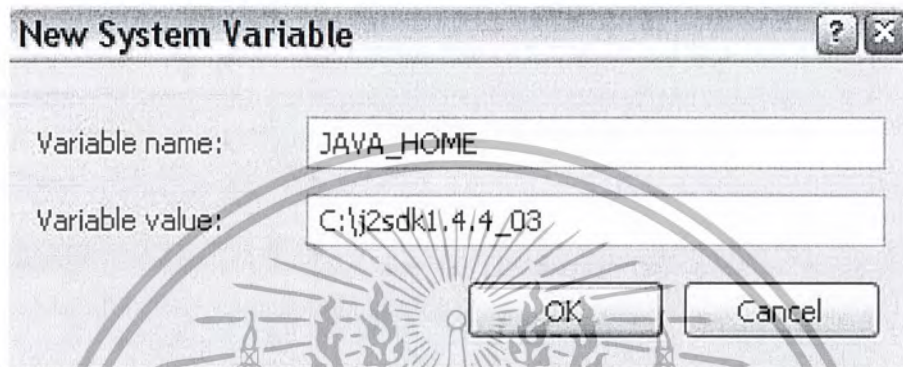 New System Variable
Variable name: JAVA_HOME
Variable value: C:\j2sdk1.4.4_03
OK Cancel